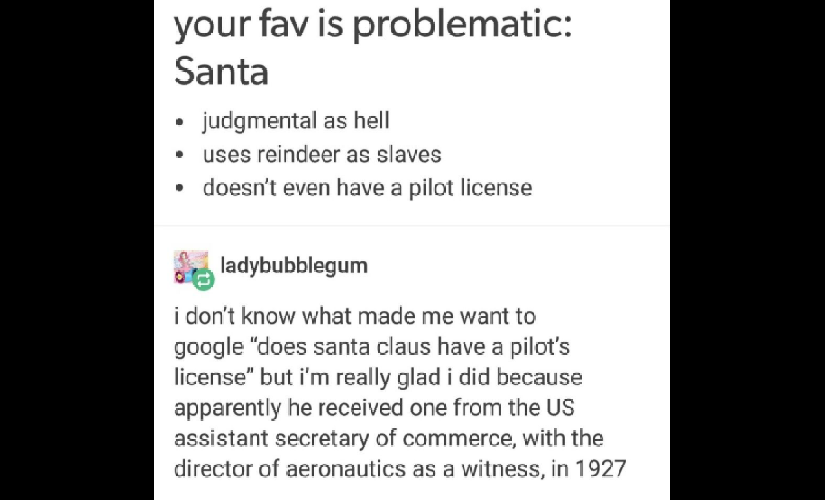 your fav is problematic:
Santa
• judgmental as hell
• uses reindeer as slaves
• doesn't even have a pilot license
ladybubblegum
i don't know what made me want to
google “does santa claus have a pilot's
license” but i'm really glad i did because
apparently he received one from the US
assistant secretary of commerce, with the
director of aeronautics as a witness, in 1927